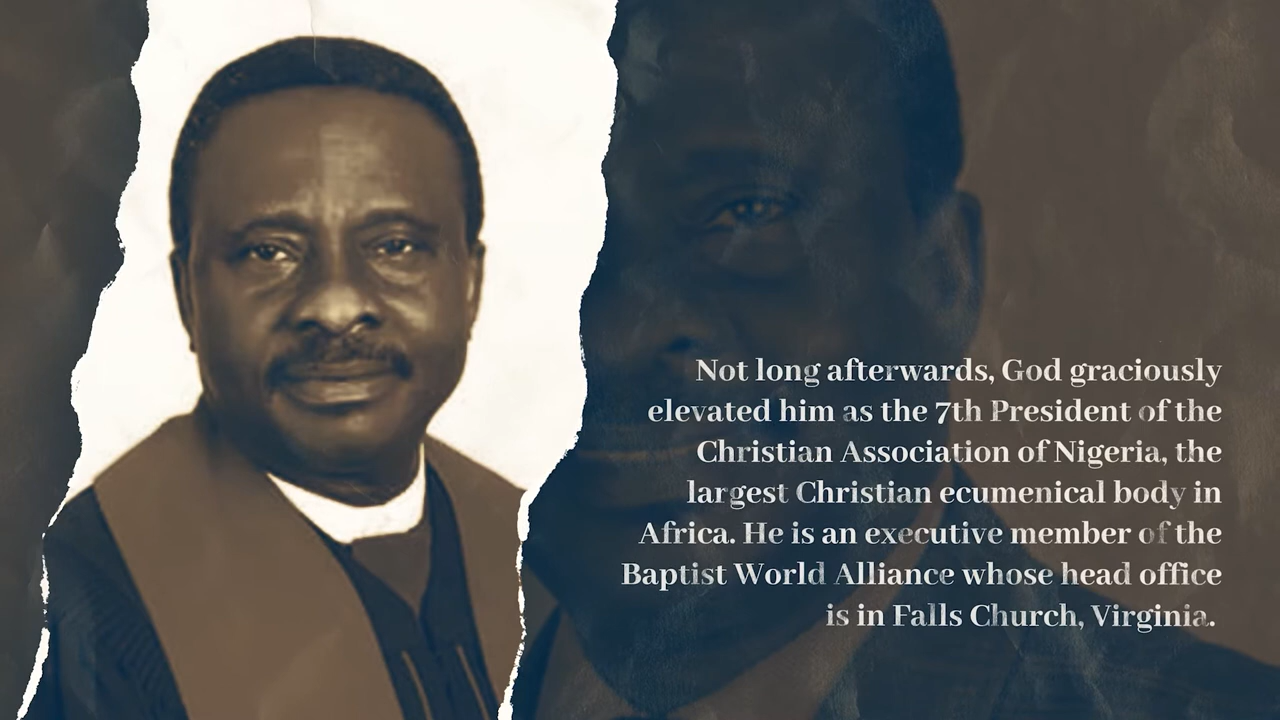 Not long afterwards, God graciously
elevated him as the 7th President of the
Christian Association of Nigeria, the
largest Christian ecumenical body in
Africa. He is an executive member of the
Baptist World Alliance whose head office
is in Falls Church, Virginia.